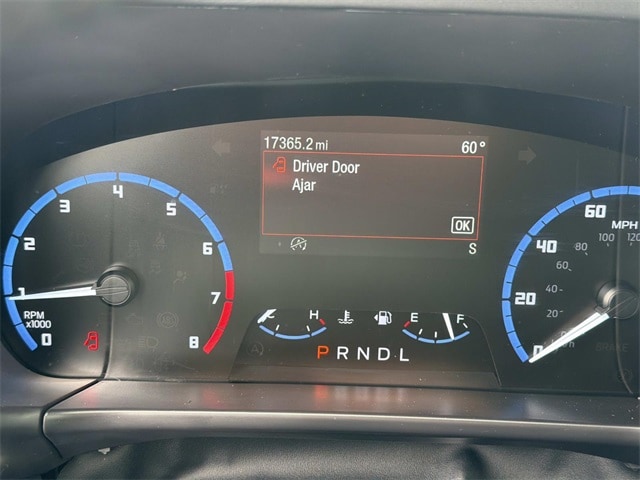 17365.2 mi 60°
Driver Door
Ajar
OK
S
0 1 2 3 4 5 6 7 8
RPM
x1000
H E F
P R N D L
0 20 40 60
MPH
20 40 60 80 100 120